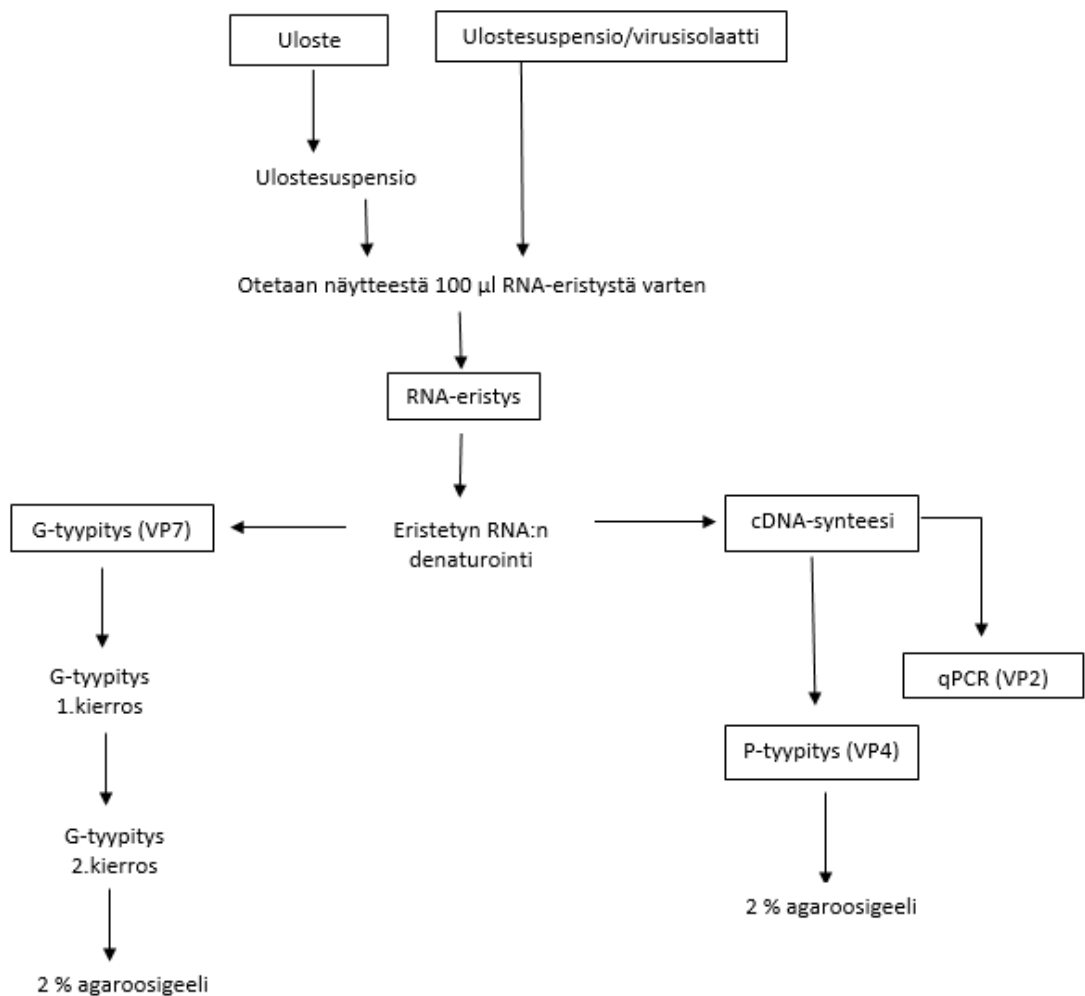 Uloste
Ulostesuspensio/virusisolaatti
Ulostesuspensio
Otetaan näytteestä 100 µl RNA-eristystä varten
RNA-eristys
G-tyypitys (VP7)
Eristetyn RNA:n
denaturointi
cDNA-synteesi
G-tyypitys
1.kierros
qPCR (VP2)
P-tyypitys (VP4)
G-tyypitys
2.kierros
2 % agaroosigeeli
2 % agaroosigeeli